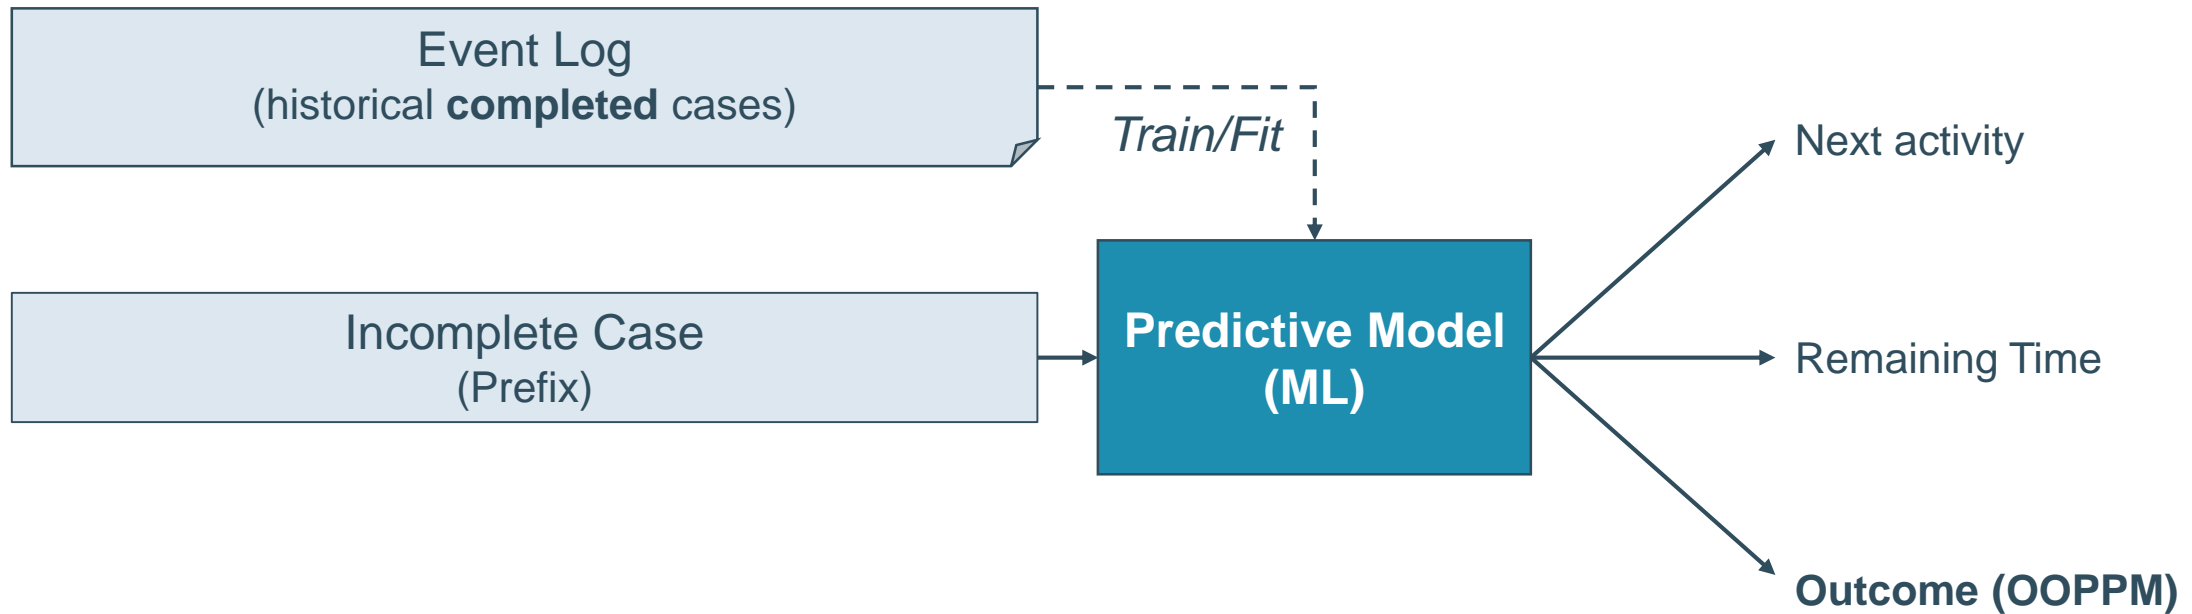 Event Log
(historical completed cases)
Train/Fit
Next activity
Incomplete Case
(Prefix)
Predictive Model
(ML)
Remaining Time
Outcome (OOPPM)